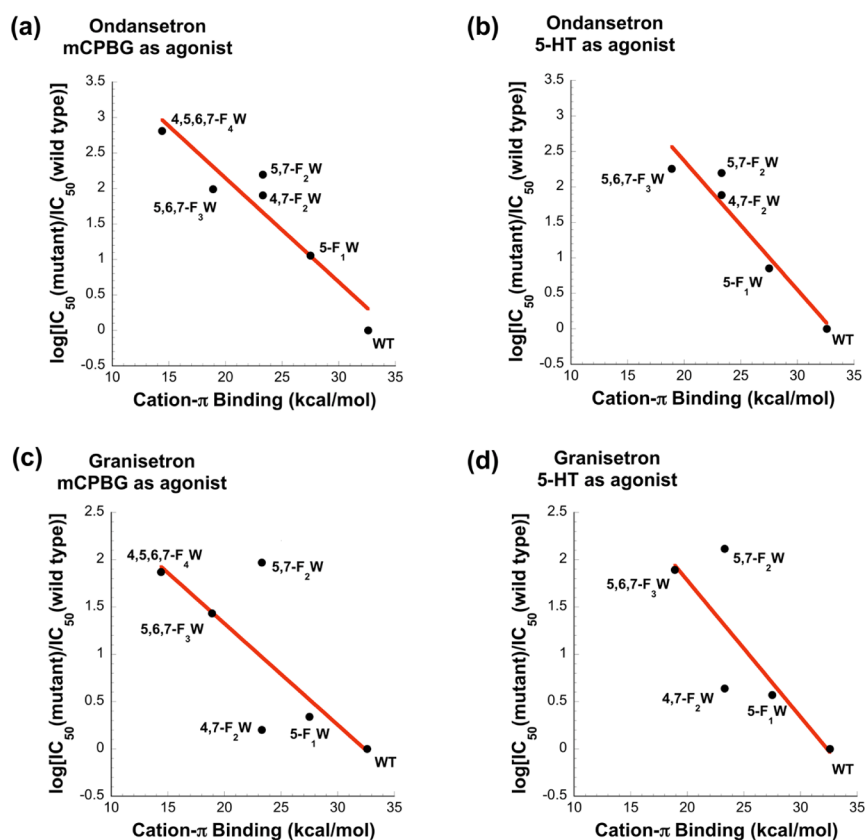 (a)
Ondansetron
mCPBG as agonist
log[IC50(mutant)/IC50(wild type)]
3.5
3
2.5
2
1.5
1
0.5
0
-0.5
4,5,6,7-F4W
5,7-F2W
5,6,7-F3W
4,7-F2W
5-F1W
WT
10
15
20
25
30
35
Cation-π Binding (kcal/mol)
(b)
Ondansetron
5-HT as agonist
log[IC50(mutant)/IC50(wild type)]
3.5
3
2.5
2
1.5
1
0.5
0
-0.5
5,7-F2W
5,6,7-F3W
4,7-F2W
5-F1W
WT
10
15
20
25
30
35
Cation-π Binding (kcal/mol)
(c)
Granisetron
mCPBG as agonist
log[IC50(mutant)/IC50(wild type)]
2.5
2
1.5
1
0.5
0
-0.5
4,5,6,7-F4W
5,7-F2W
5,6,7-F3W
4,7-F2W
5-F1W
WT
10
15
20
25
30
35
Cation-π Binding (kcal/mol)
(d)
Granisetron
5-HT as agonist
log[IC50(mutant)/IC50(wild type)]
2.5
2
1.5
1
0.5
0
-0.5
5,7-F2W
5,6,7-F3W
4,7-F2W
5-F1W
WT
10
15
20
25
30
35
Cation-π Binding (kcal/mol)